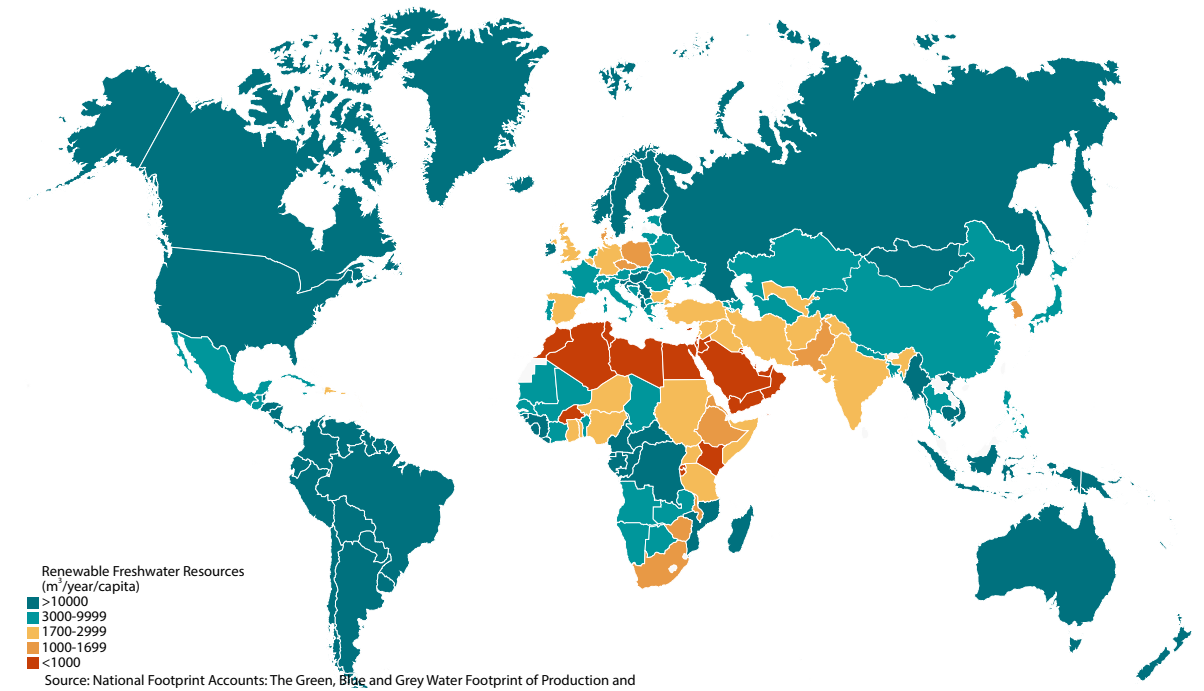 Renewable Freshwater Resources
(m³/year/capita)
>10000
3000-9999
1700-2999
1000-1699
<1000
Source: National Footprint Accounts: The Green, Blue and Grey Water Footprint of Production and